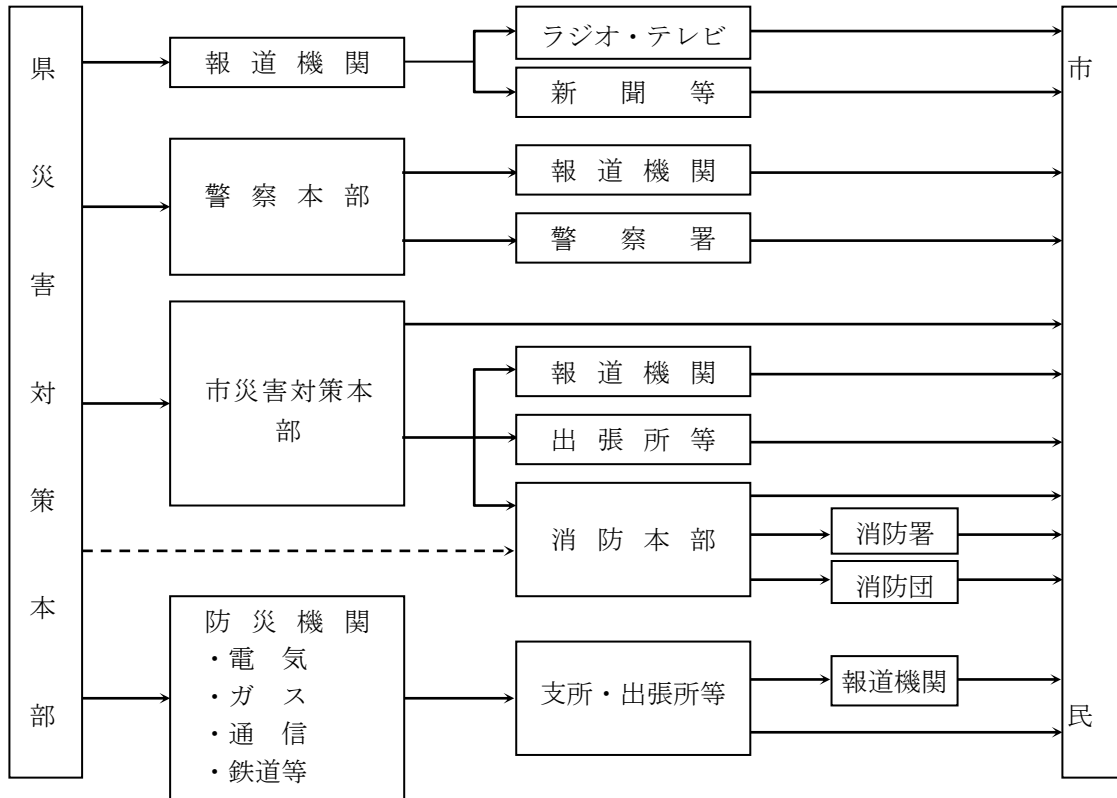 県災害対策本部
報道機関
ラジオ・テレビ
新聞等
警察本部
報道機関
警察署
市災害対策本
部
報道機関
出張所等
消防本部
消防署
消防団
防災機関
・電　気
・ガ　ス
・通　信
・鉄道等
支所・出張所等
報道機関
市民